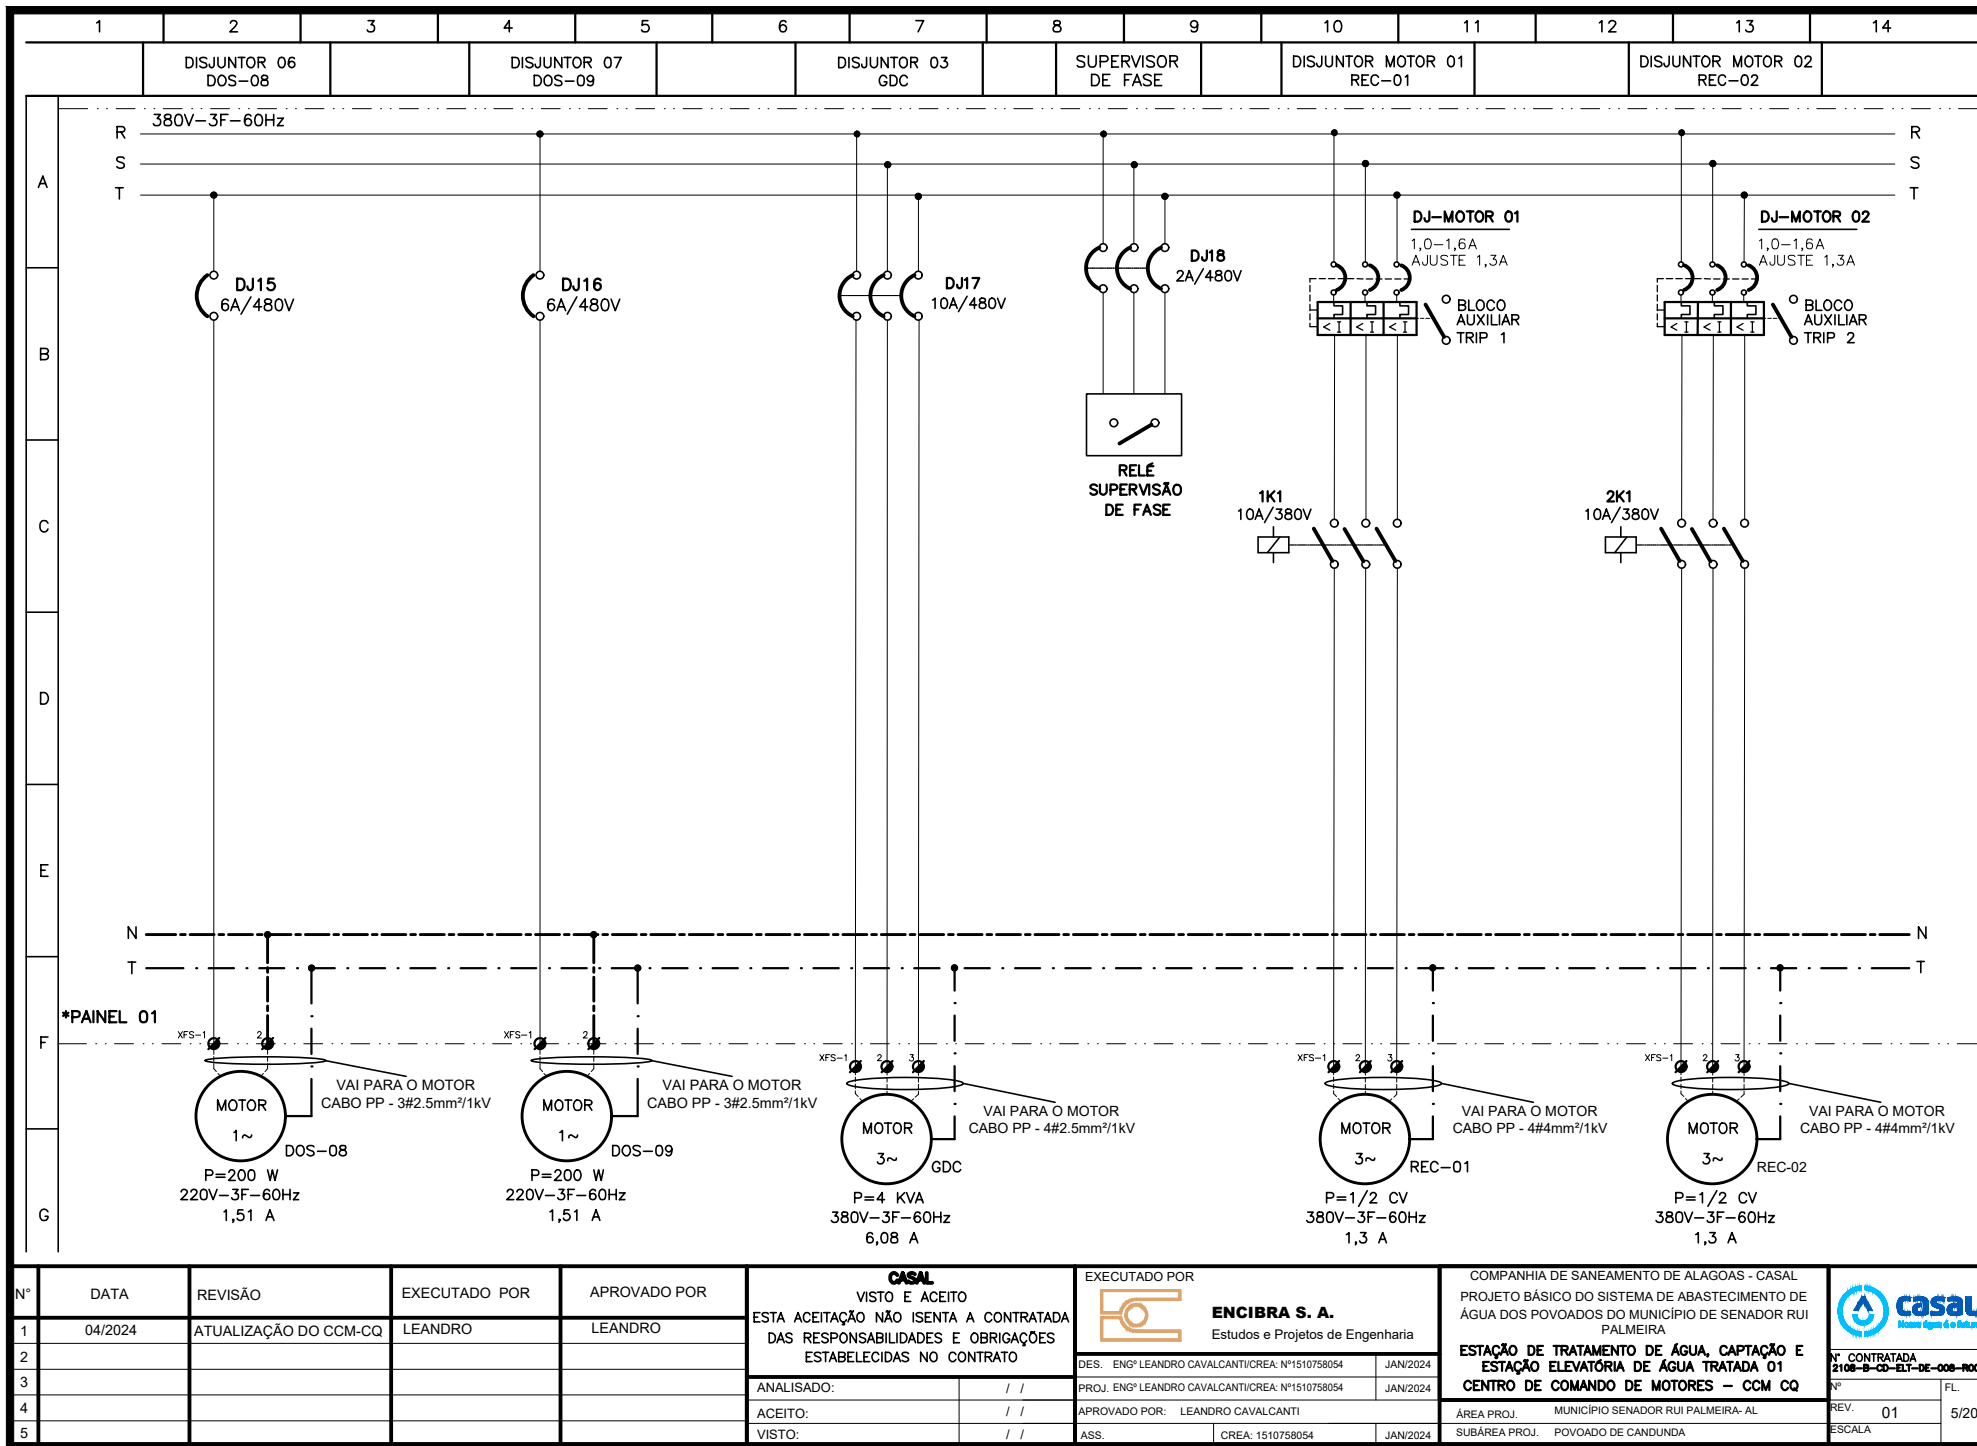 1 2 3 4 5 6 7 8 9 10 11 12 13 14
DISJUNTOR 06
DOS-08
DISJUNTOR 07
DOS-09
DISJUNTOR 03
GDC
SUPERVISOR
DE FASE
DISJUNTOR MOTOR 01
REC-01
DISJUNTOR MOTOR 02
REC-02
380V-3F-60Hz
R R
S S
T T
A
B
C
D
E
F
G
DJ15
6A/480V
DJ16
6A/480V
DJ17
10A/480V
DJ18
2A/480V
DJ-MOTOR 01
1,0-1,6A
AJUSTE 1,3A
< I < I < I
BLOCO
AUXILIAR
TRIP 1
DJ-MOTOR 02
1,0-1,6A
AJUSTE 1,3A
< I < I < I
BLOCO
AUXILIAR
TRIP 2
RELÉ
SUPERVISÃO
DE FASE
1K1
10A/380V
2K1
10A/380V
N N
T T
*PAINEL 01
XFS-1 2
VAI PARA O MOTOR
CABO PP - 3#2.5mm²/1kV
MOTOR
1~
DOS-08
P=200 W
220V-3F-60Hz
1,51 A
XFS-1 2
VAI PARA O MOTOR
CABO PP - 3#2.5mm²/1kV
MOTOR
1~
DOS-09
P=200 W
220V-3F-60Hz
1,51 A
XFS-1 2 3
VAI PARA O MOTOR
CABO PP - 4#2.5mm²/1kV
MOTOR
3~
GDC
P=4 KVA
380V-3F-60Hz
6,08 A
XFS-1 2 3
VAI PARA O MOTOR
CABO PP - 4#4mm²/1kV
MOTOR
3~
REC-01
P=1/2 CV
380V-3F-60Hz
1,3 A
XFS-1 2 3
VAI PARA O MOTOR
CABO PP - 4#4mm²/1kV
MOTOR
3~
REC-02
P=1/2 CV
380V-3F-60Hz
1,3 A
N° DATA REVISÃO EXECUTADO POR APROVADO POR
1 04/2024 ATUALIZAÇÃO DO CCM-CQ LEANDRO LEANDRO
2
3
4
5
CASAL
VISTO E ACEITO
ESTA ACEITAÇÃO NÃO ISENTA A CONTRATADA
DAS RESPONSABILIDADES E OBRIGAÇÕES
ESTABELECIDAS NO CONTRATO
ANALISADO: / /
ACEITO: / /
VISTO: / /
EXECUTADO POR
ENCIBRA S. A.
Estudos e Projetos de Engenharia
DES. ENGº LEANDRO CAVALCANTI/CREA: Nº1510758054 JAN/2024
PROJ. ENGº LEANDRO CAVALCANTI/CREA: Nº1510758054 JAN/2024
APROVADO POR: LEANDRO CAVALCANTI
ASS. CREA: 1510758054 JAN/2024
COMPANHIA DE SANEAMENTO DE ALAGOAS - CASAL
PROJETO BÁSICO DO SISTEMA DE ABASTECIMENTO DE
ÁGUA DOS POVOADOS DO MUNICÍPIO DE SENADOR RUI
PALMEIRA
ESTAÇÃO DE TRATAMENTO DE ÁGUA, CAPTAÇÃO E
ESTAÇÃO ELEVATÓRIA DE ÁGUA TRATADA 01
CENTRO DE COMANDO DE MOTORES - CCM CQ
ÁREA PROJ. MUNICÍPIO SENADOR RUI PALMEIRA- AL
SUBÁREA PROJ. POVOADO DE CANDUNDA
casal
Nossa água é o futuro
N° CONTRATADA
2108-B-CD-ELT-DE-008-R00
Nº
REV. 01
ESCALA
FL.
5/20